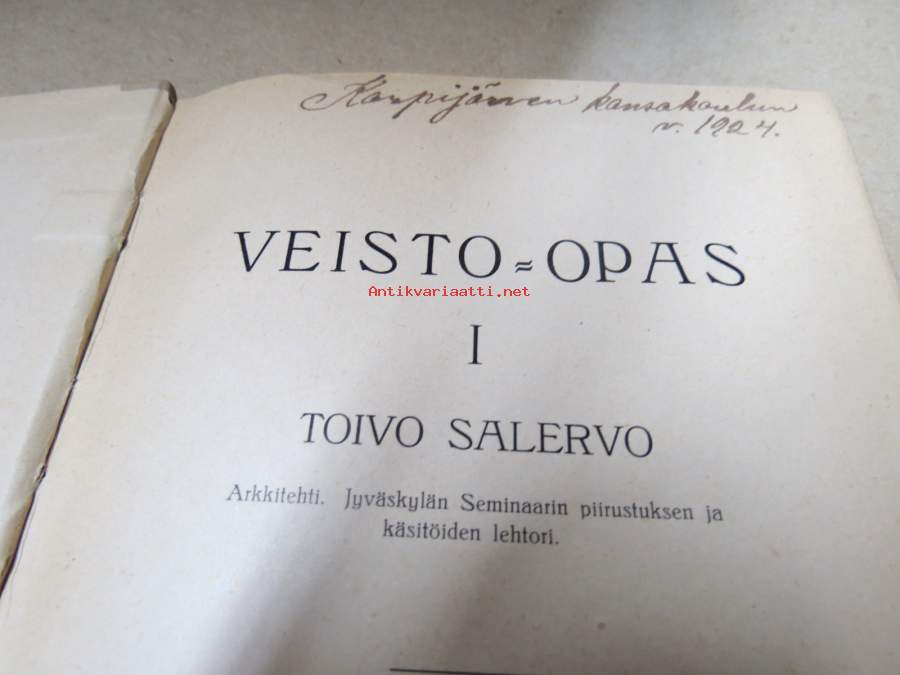 Karpijärven kansakoulun
v. 1924.
VEISTO=OPAS
Antikvariaatti.net
I
TOIVO SALERVO
Arkkitehti. Jyväskylän Seminaarin piirustuksen ja
käsitöiden lehtori.